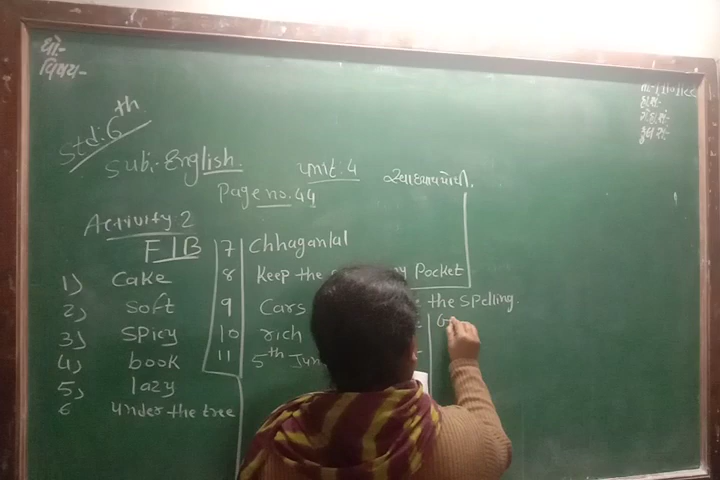 ધો-
વિષય-
Std: 6th
Sub:- English. Unit: 4 સ્વાધ્યાયપોથી.
Page no. 44
Activity: 2
FIB
1) Cake
2) Soft
3) Spicy
4) book
5) lazy
6 under the tree
7 Chhaganlal
8 Keep the Pocket
9 Cars the spelling.
10 rich
11 5th
તા-
હાજર